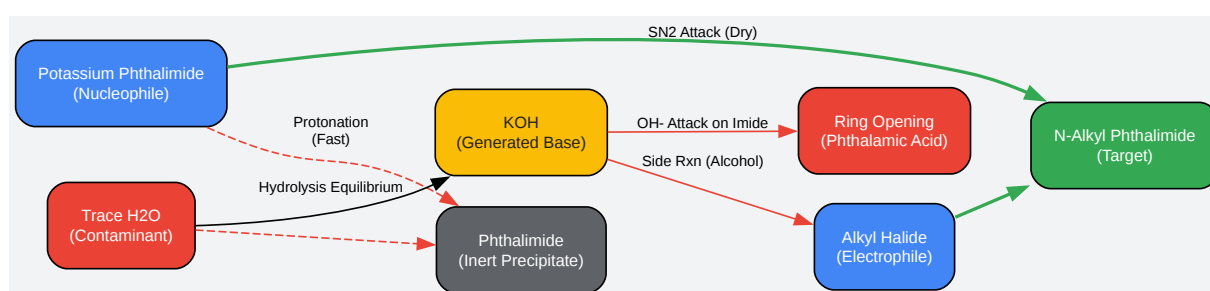 SN2 Attack (Dry)
Potassium Phthalimide
(Nucleophile)
Protonation
(Fast)
KOH
(Generated Base)
OH- Attack on Imide
Ring Opening
(Phthalamic Acid)
N-Alkyl Phthalimide
(Target)
Side Rxn (Alcohol)
Hydrolysis Equilibrium
Trace H2O
(Contaminant)
Phthalimide
(Inert Precipitate)
Alkyl Halide
(Electrophile)